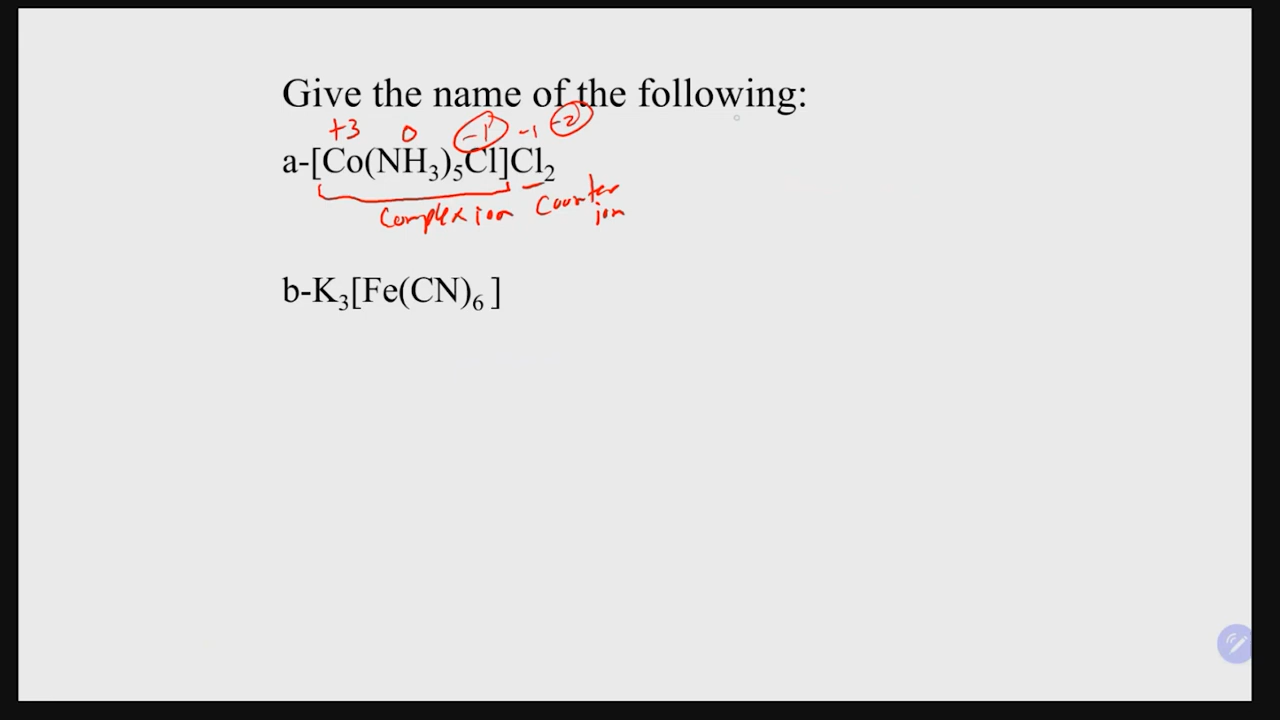 Give the name of the following:
+3 0 -1 -1 -2
a-[Co(NH₃)₅Cl]Cl₂
Complex ion Counter
ion
b-K₃[Fe(CN)₆ ]